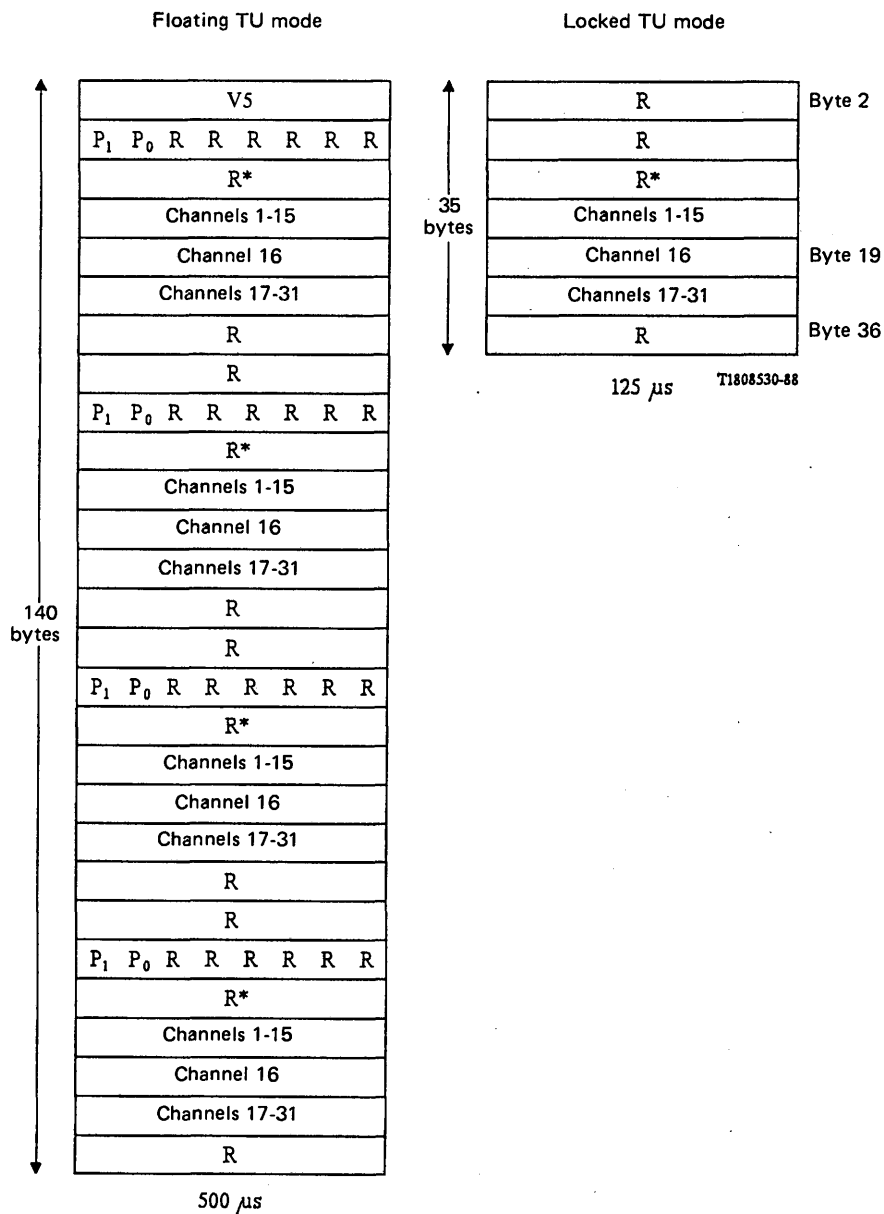 Floating TU mode
V5
P1 P0 R R R R R R
R*
Channels 1-15
Channel 16
Channels 17-31
R
R
P1 P0 R R R R R R
R*
Channels 1-15
Channel 16
Channels 17-31
R
R
P1 P0 R R R R R R
R*
Channels 1-15
Channel 16
Channels 17-31
R
R
P1 P0 R R R R R R
R*
Channels 1-15
Channel 16
Channels 17-31
R
140
bytes
500 µs
Locked TU mode
R Byte 2
R
R*
Channels 1-15
Channel 16 Byte 19
Channels 17-31
R Byte 36
35
bytes
125 µs
T1808530-88